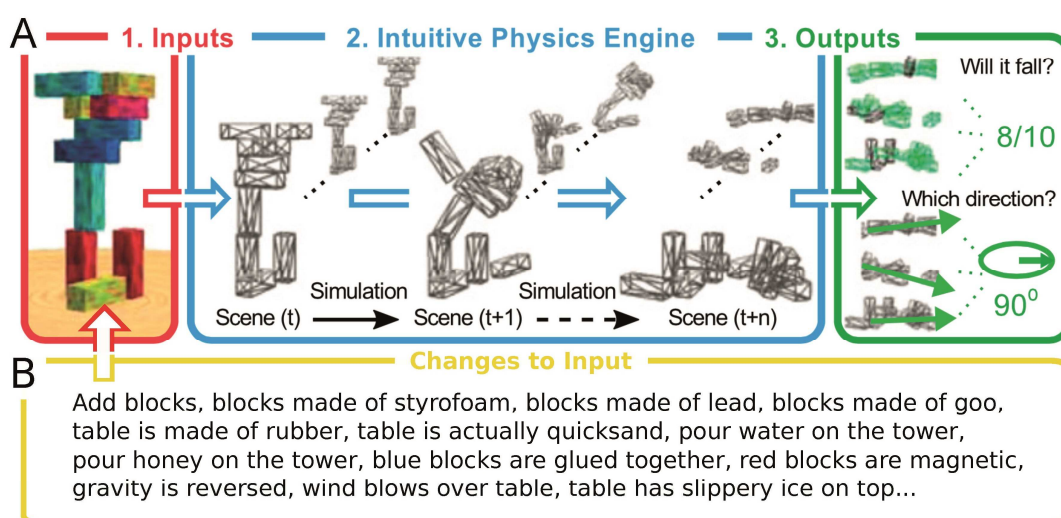 A
1. Inputs
2. Intuitive Physics Engine
3. Outputs
Will it fall?
8/10
Which direction?
90⁰
Simulation
Simulation
Scene (t)
Scene (t+1)
Scene (t+n)
B
Changes to Input
Add blocks, blocks made of styrofoam, blocks made of lead, blocks made of goo,
table is made of rubber, table is actually quicksand, pour water on the tower,
pour honey on the tower, blue blocks are glued together, red blocks are magnetic,
gravity is reversed, wind blows over table, table has slippery ice on top...